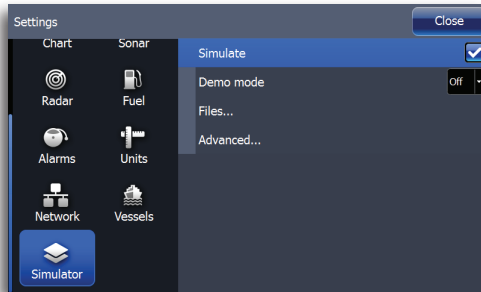 Settings
Close
Chart
Sonar
Radar
Fuel
Alarms
Units
Network
Vessels
Simulator
Simulate
Demo mode
Off
Files...
Advanced...